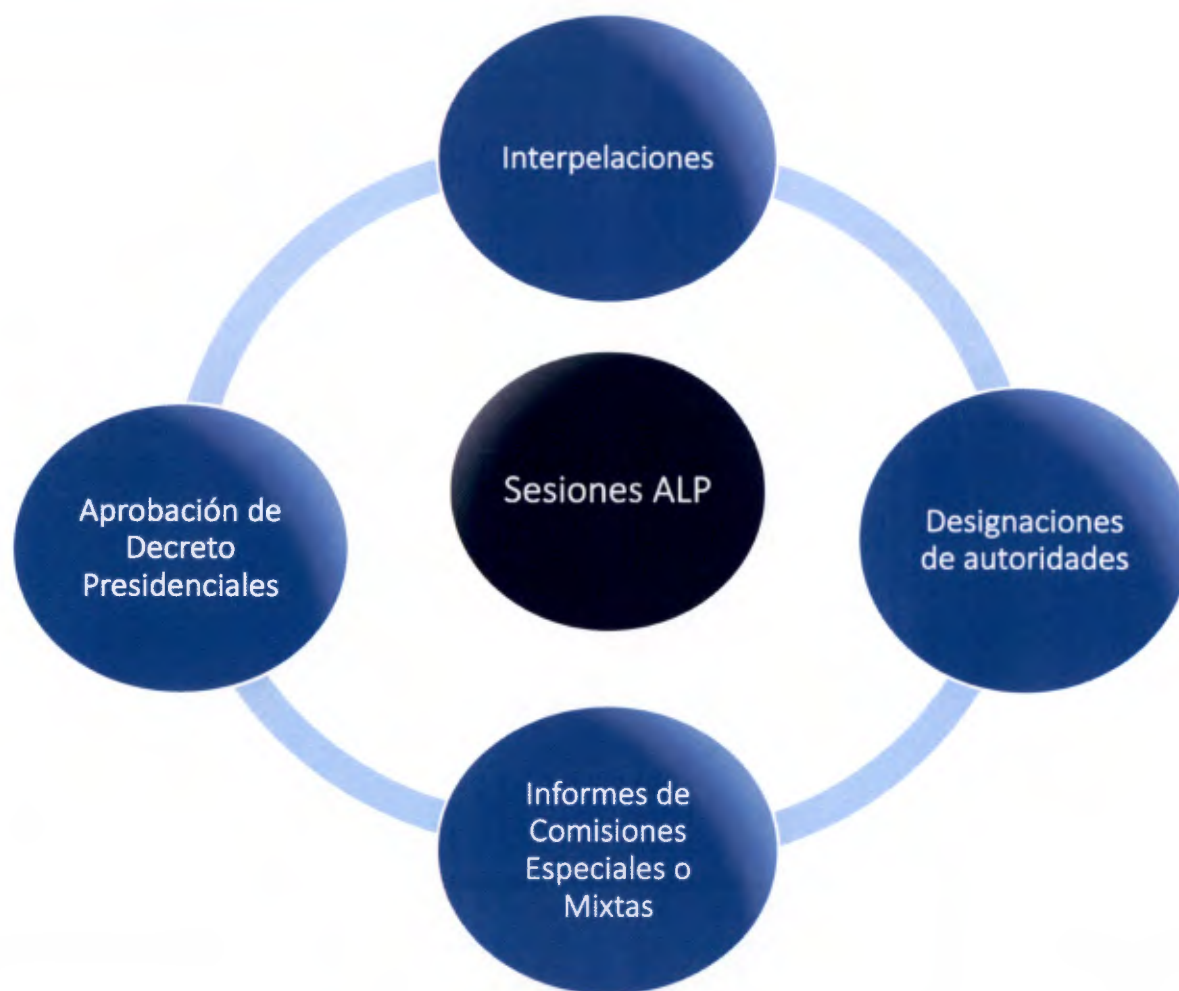 Interpelaciones
Sesiones ALP
Designaciones
de autoridades
Informes de
Comisiones
Especiales o
Mixtas
Aprobación de
Decreto
Presidenciales